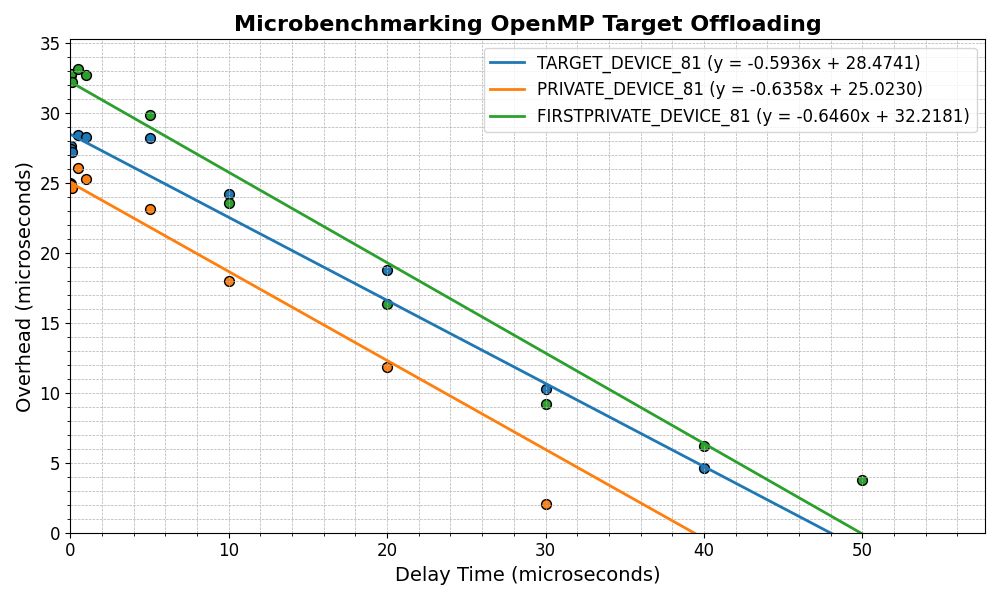 Microbenchmarking OpenMP Target Offloading
TARGET_DEVICE_81 (y = -0.5936x + 28.4741)
PRIVATE_DEVICE_81 (y = -0.6358x + 25.0230)
FIRSTPRIVATE_DEVICE_81 (y = -0.6460x + 32.2181)
Overhead (microseconds)
35
30
25
20
15
10
5
0
0 10 20 30 40 50
Delay Time (microseconds)